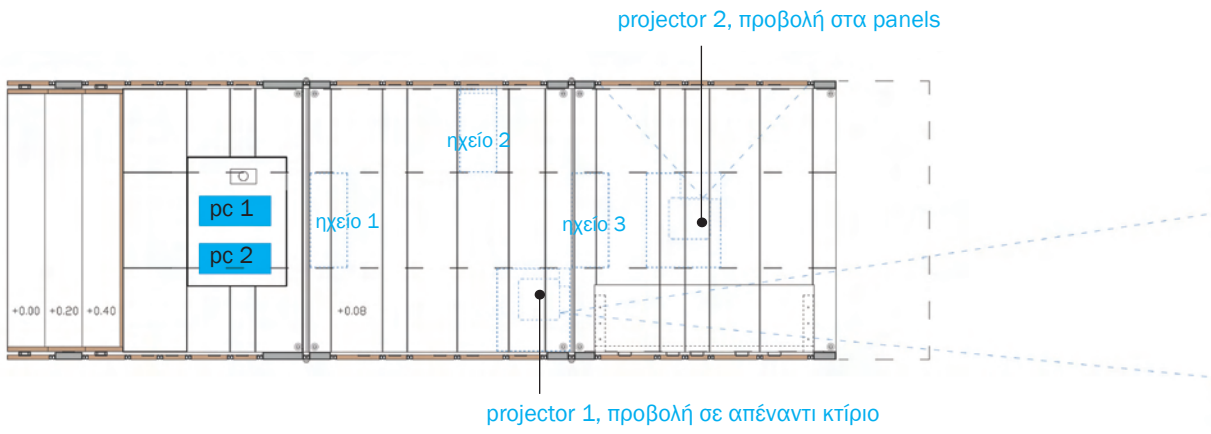 projector 2, προβολή στα panels
ηχείο 2
pc 1
ηχείο 1
ηχείο 3
pc 2
+0.00 +0.20 +0.40
+0.08
projector 1, προβολή σε απέναντι κτίριο